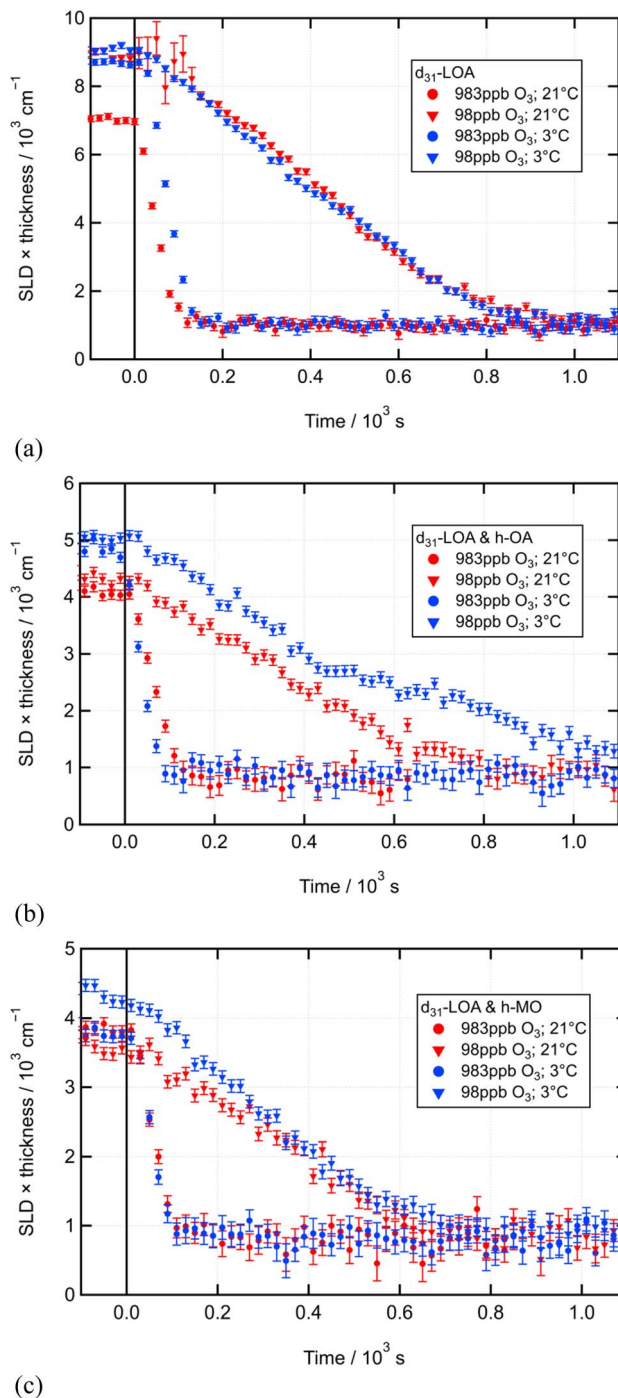 10
8
6
4
2
0
SLD × thickness / 10³ cm⁻¹
d₃₁-LOA
983ppb O₃; 21°C
98ppb O₃; 21°C
983ppb O₃; 3°C
98ppb O₃; 3°C
0.0 0.2 0.4 0.6 0.8 1.0
Time / 10³ s
(a)
6
5
4
3
2
1
0
SLD × thickness / 10³ cm⁻¹
d₃₁-LOA & h-OA
983ppb O₃; 21°C
98ppb O₃; 21°C
983ppb O₃; 3°C
98ppb O₃; 3°C
0.0 0.2 0.4 0.6 0.8 1.0
Time / 10³ s
(b)
5
4
3
2
1
0
SLD × thickness / 10³ cm⁻¹
d₃₁-LOA & h-MO
983ppb O₃; 21°C
98ppb O₃; 21°C
983ppb O₃; 3°C
98ppb O₃; 3°C
0.0 0.2 0.4 0.6 0.8 1.0
Time / 10³ s
(c)